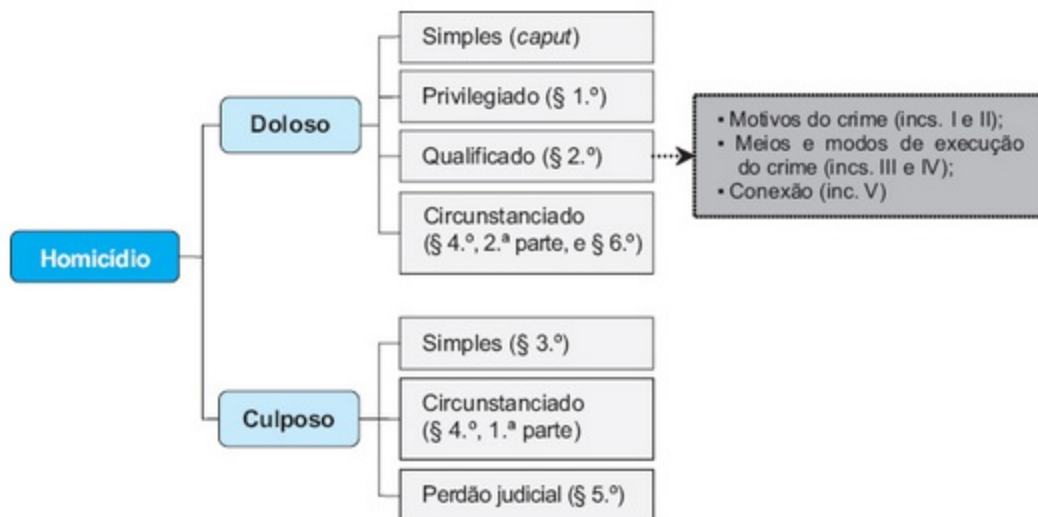 Homicídio
Doloso
Simples (caput)
Privilegiado (§ 1.º)
Qualificado (§ 2.º)
▪ Motivos do crime (incs. I e II);
▪ Meios e modos de execução
do crime (incs. III e IV);
▪ Conexão (inc. V)
Circunstanciado
(§ 4.º, 2.ª parte, e § 6.º)
Culposo
Simples (§ 3.º)
Circunstanciado
(§ 4.º, 1.ª parte)
Perdão judicial (§ 5.º)